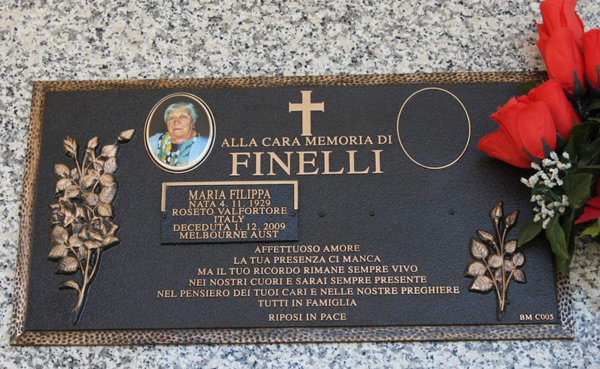 ALLA CARA MEMORIA DI
FINELLI
MARIA FILIPPA
NATA 4. 11. 1929
ROSETO VALFORTORE
ITALY
DECEDUTA 1. 12. 2009
MELBOURNE AUST
AFFETTUOSO AMORE
LA TUA PRESENZA CI MANCA
MA IL TUO RICORDO RIMANE SEMPRE VIVO
NEI NOSTRI CUORI E SARAI SEMPRE PRESENTE
NEL PENSIERO DEI TUOI CARI E NELLE NOSTRE PREGHIERE
TUTTI IN FAMIGLIA
RIPOSI IN PACE
BM C005